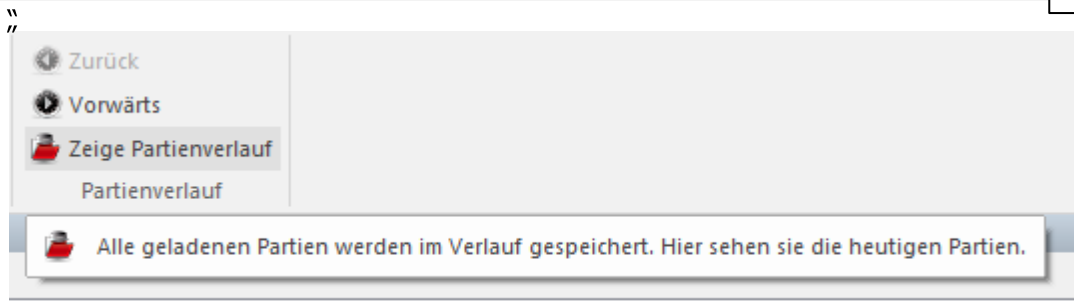 “
„
Zurück
Vorwärts
Zeige Partienverlauf
Partienverlauf
Alle geladenen Partien werden im Verlauf gespeichert. Hier sehen sie die heutigen Partien.